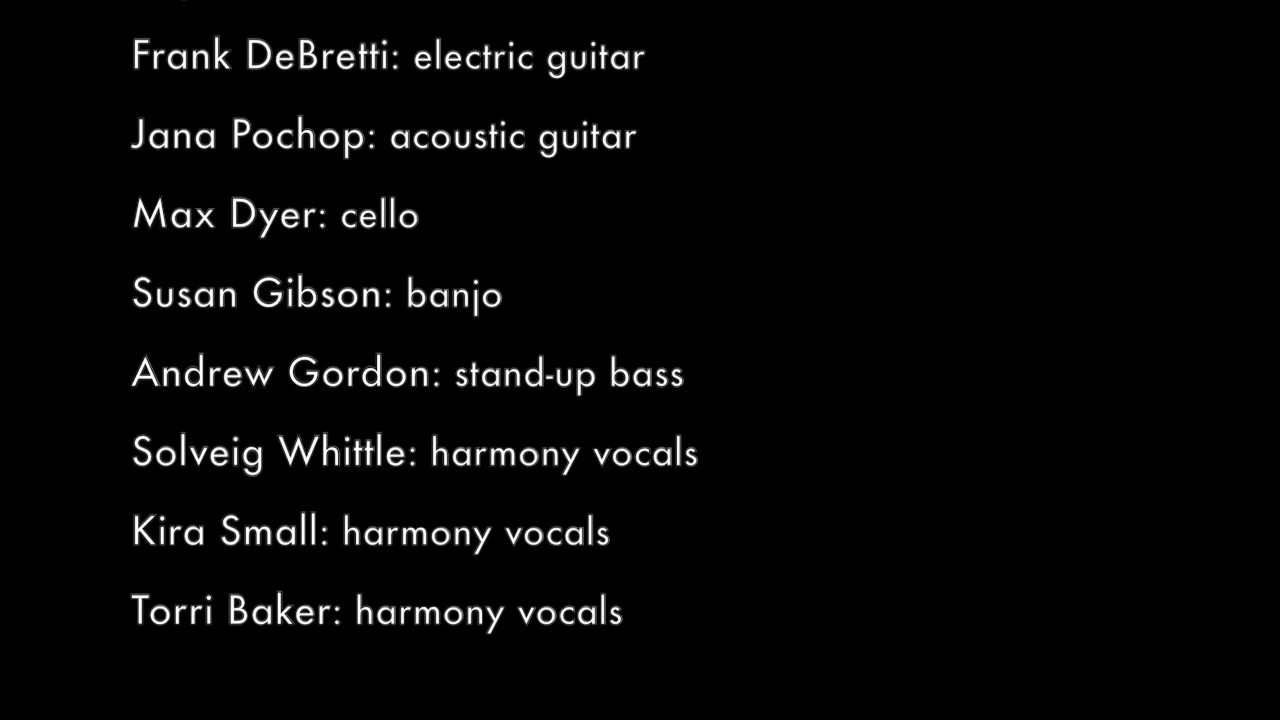 Frank DeBretti: electric guitar
Jana Pochop: acoustic guitar
Max Dyer: cello
Susan Gibson: banjo
Andrew Gordon: stand-up bass
Solveig Whittle: harmony vocals
Kira Small: harmony vocals
Torri Baker: harmony vocals